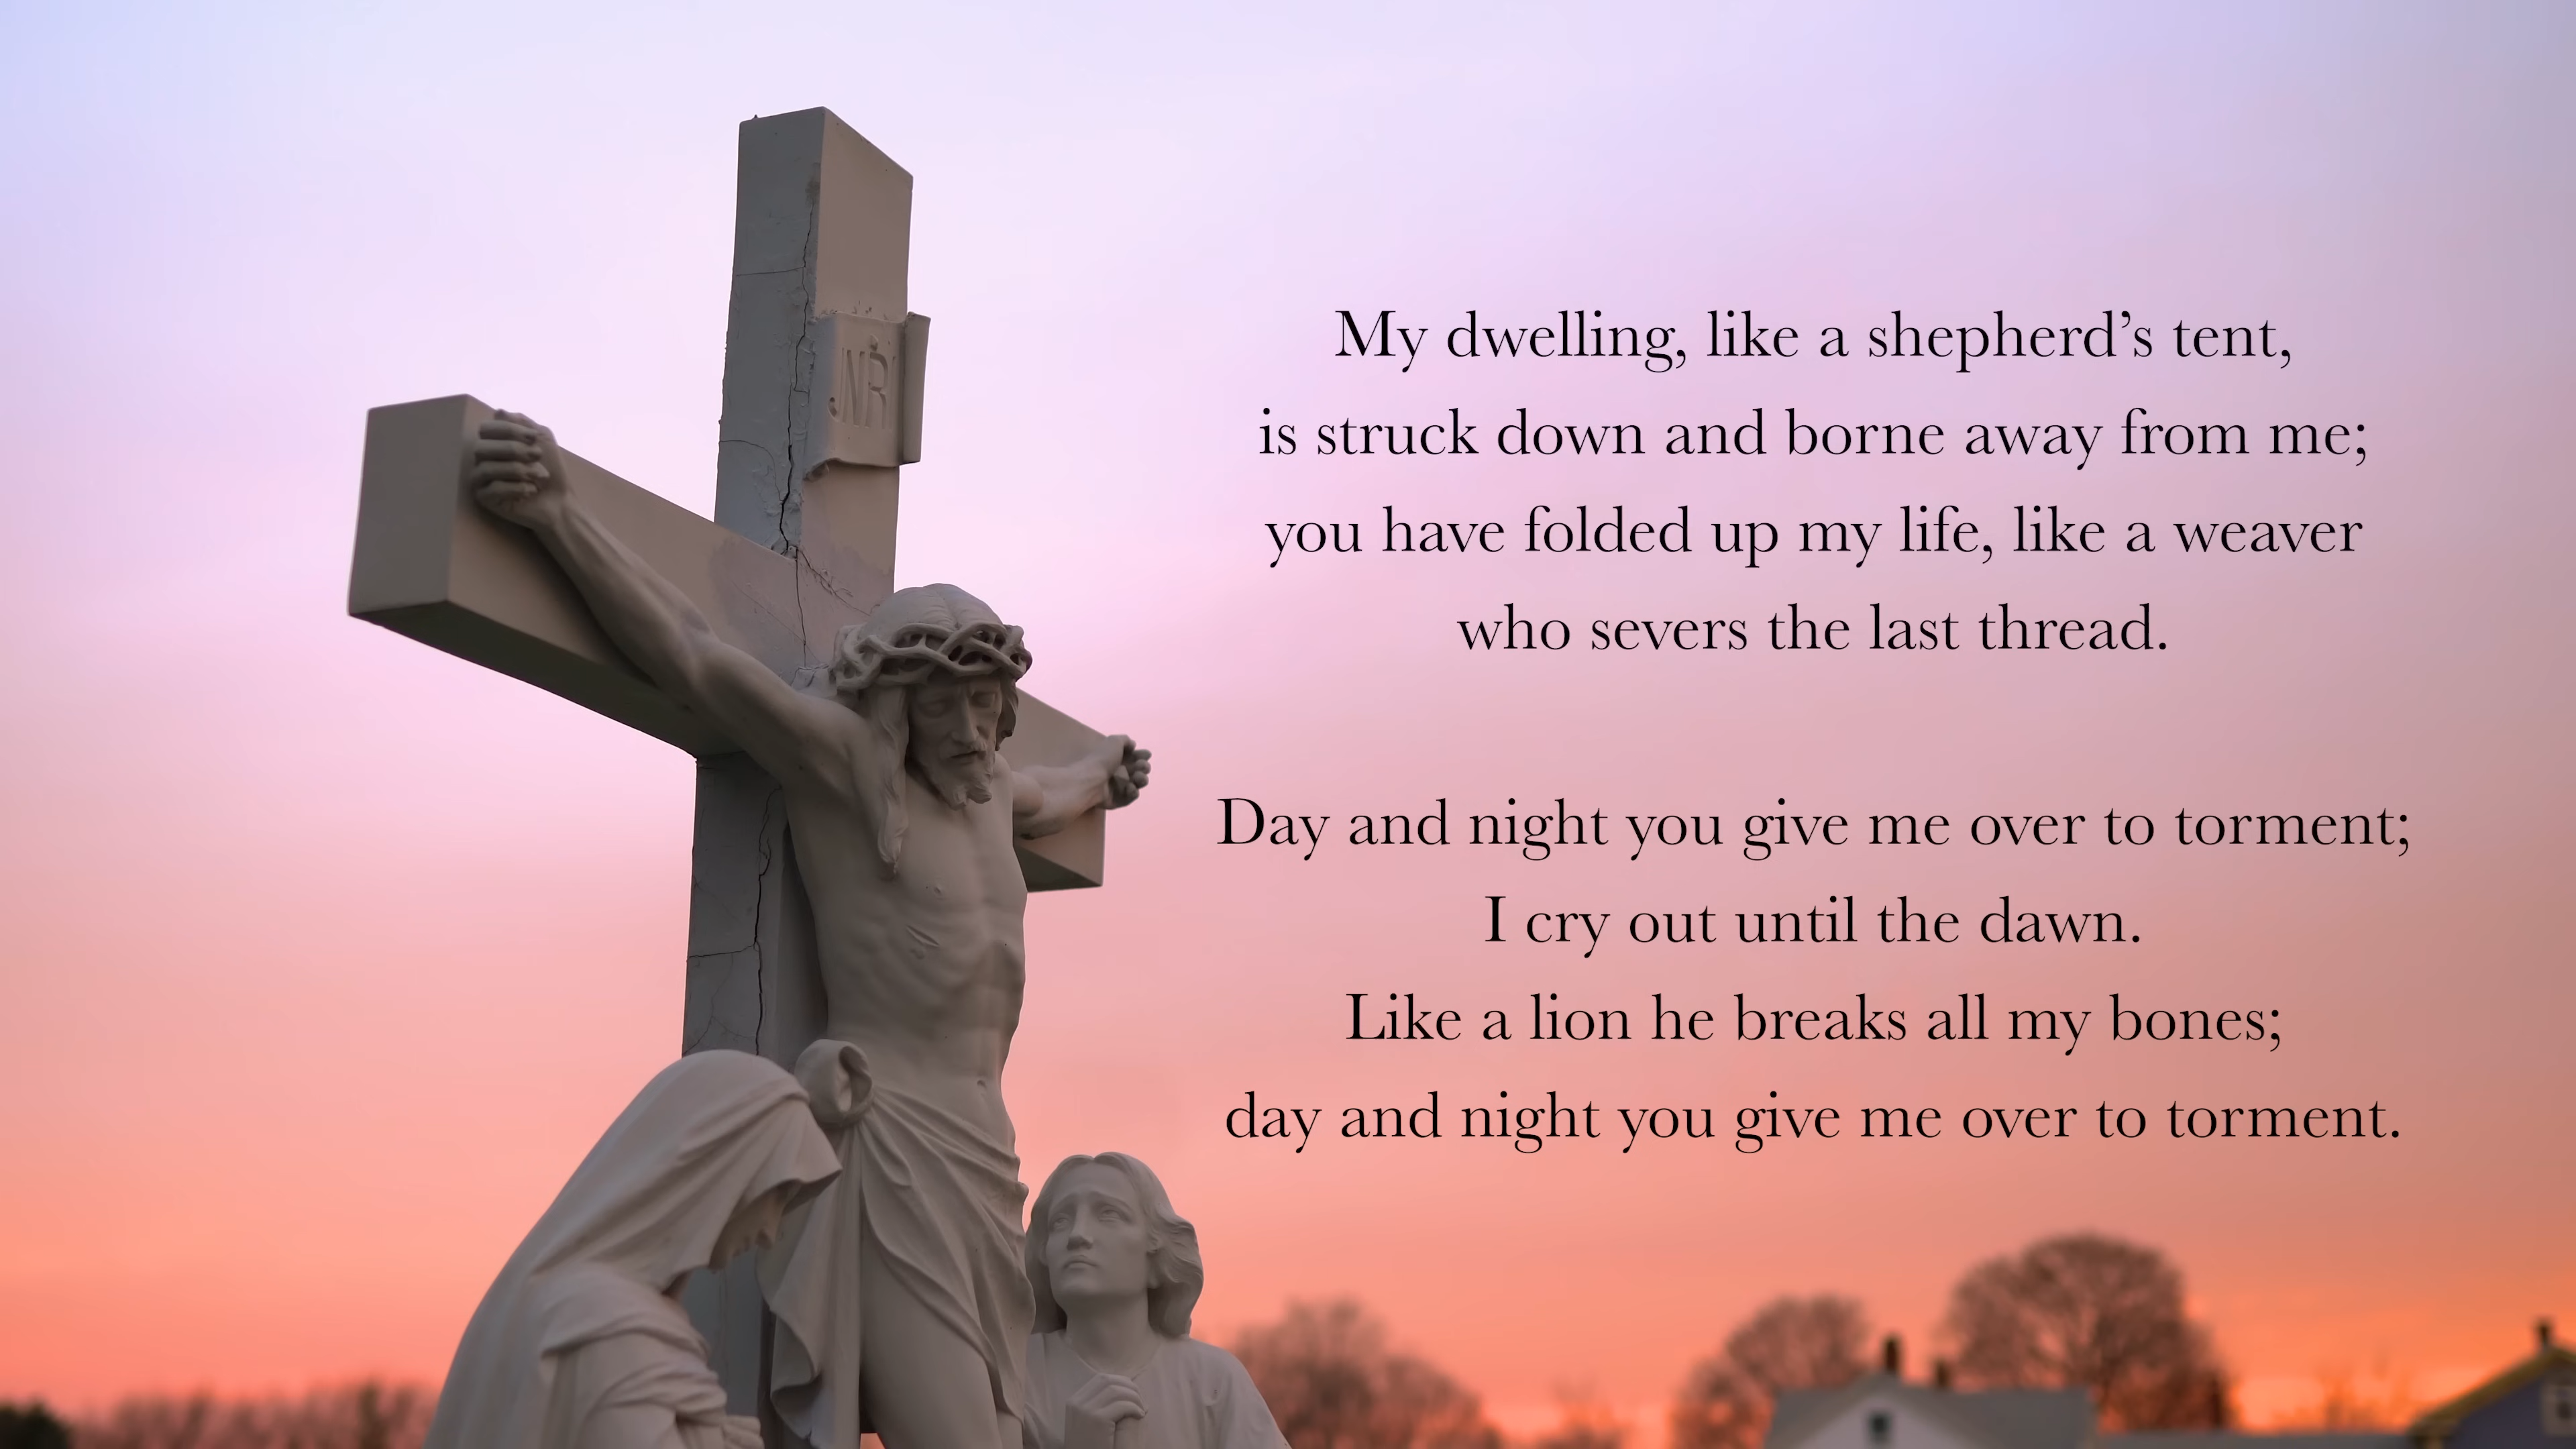 JNRI
My dwelling, like a shepherd’s tent,
is struck down and borne away from me;
you have folded up my life, like a weaver
who severs the last thread.
Day and night you give me over to torment;
I cry out until the dawn.
Like a lion he breaks all my bones;
day and night you give me over to torment.